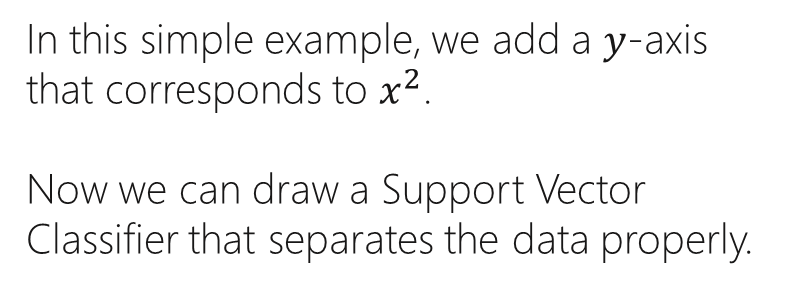 In this simple example, we add a y-axis
that corresponds to x².
Now we can draw a Support Vector
Classifier that separates the data properly.